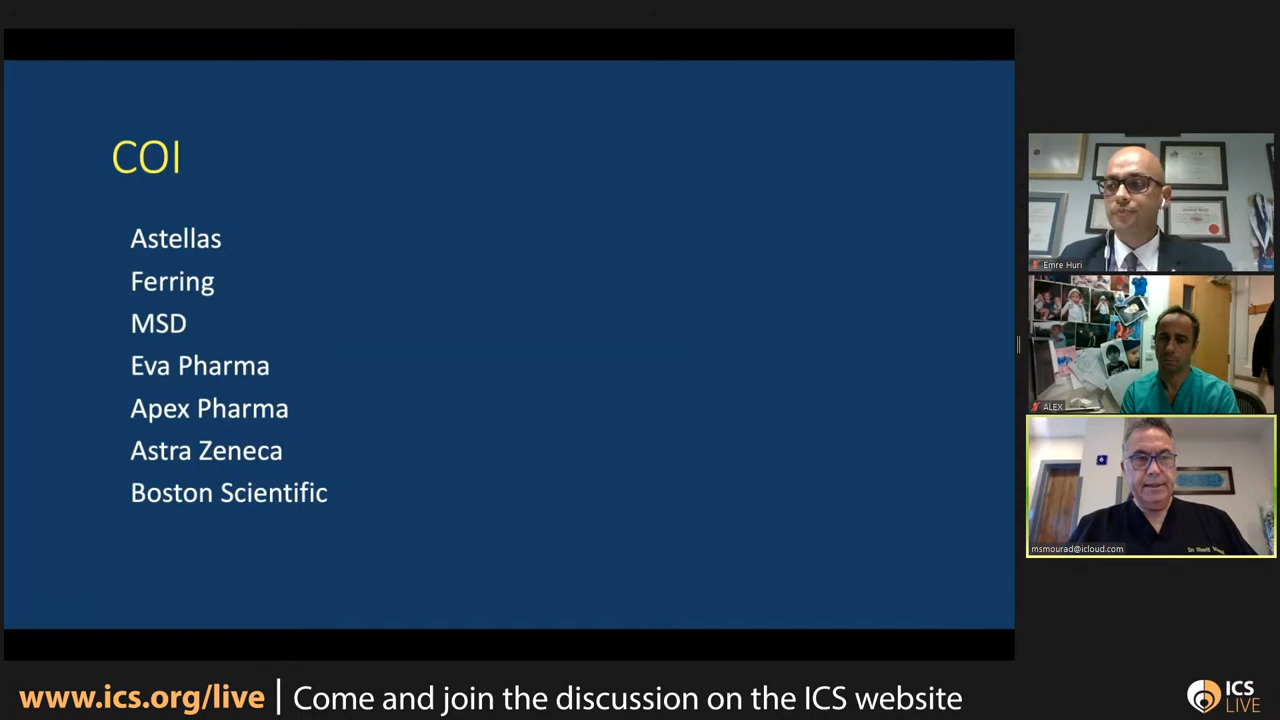 COI
Astellas
Ferring
MSD
Eva Pharma
Apex Pharma
Astra Zeneca
Boston Scientific
Emre Huri
ALEX
msmourad@icloud.com
www.ics.org/live | Come and join the discussion on the ICS website
ICS
LIVE